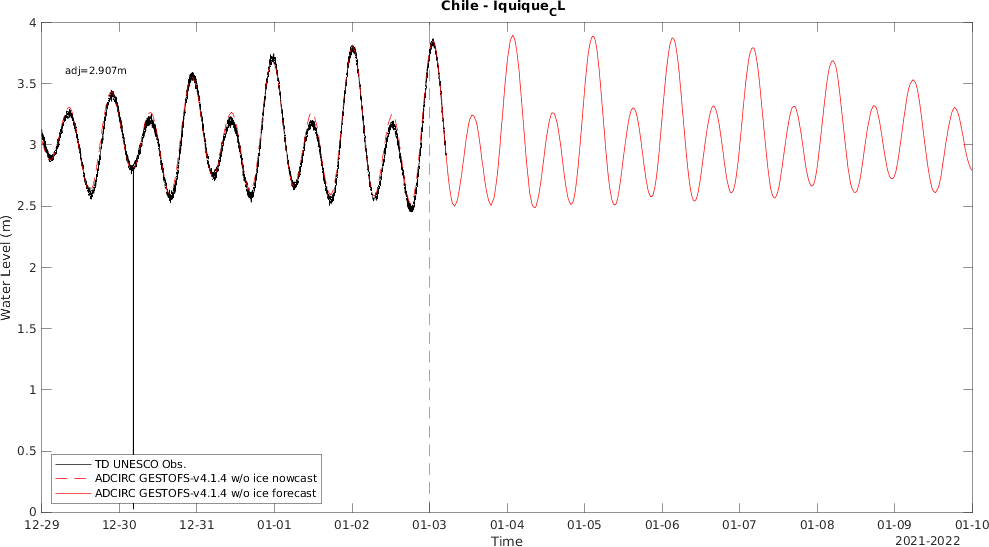 Chile - Iquique_CL
4
3.5
3
2.5
2
1.5
1
0.5
0
Water Level (m)
adj=2.907m
TD UNESCO Obs.
ADCIRC GESTOFS-v4.1.4 w/o ice nowcast
ADCIRC GESTOFS-v4.1.4 w/o ice forecast
12-29 12-30 12-31 01-01 01-02 01-03 01-04 01-05 01-06 01-07 01-08 01-09 01-10
Time
2021-2022